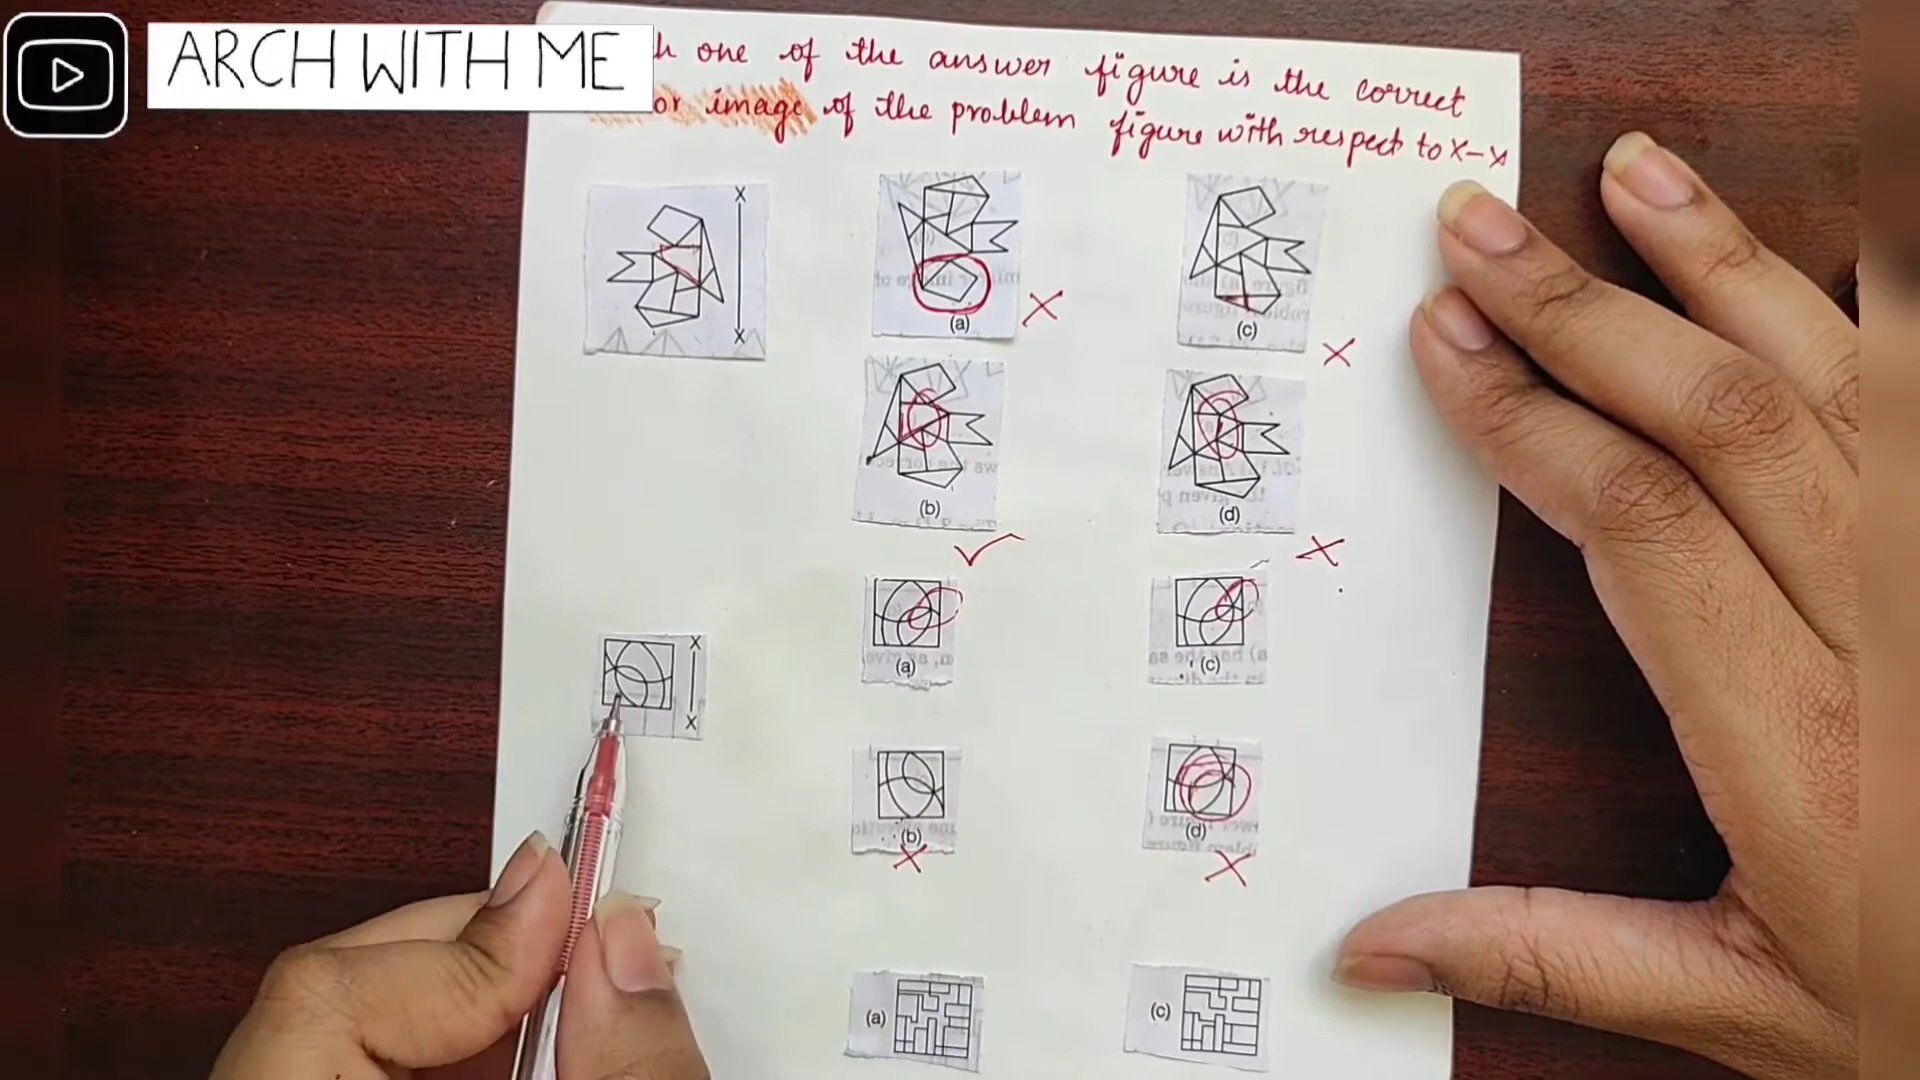 ARCH WITH ME
one of the answer figure is the correct
image of the problem figure with respect to X-X
X
X
(a)
(c)
(b)
(d)
X
X
(a)
(c)
(b)
(d)
(a)
(c)